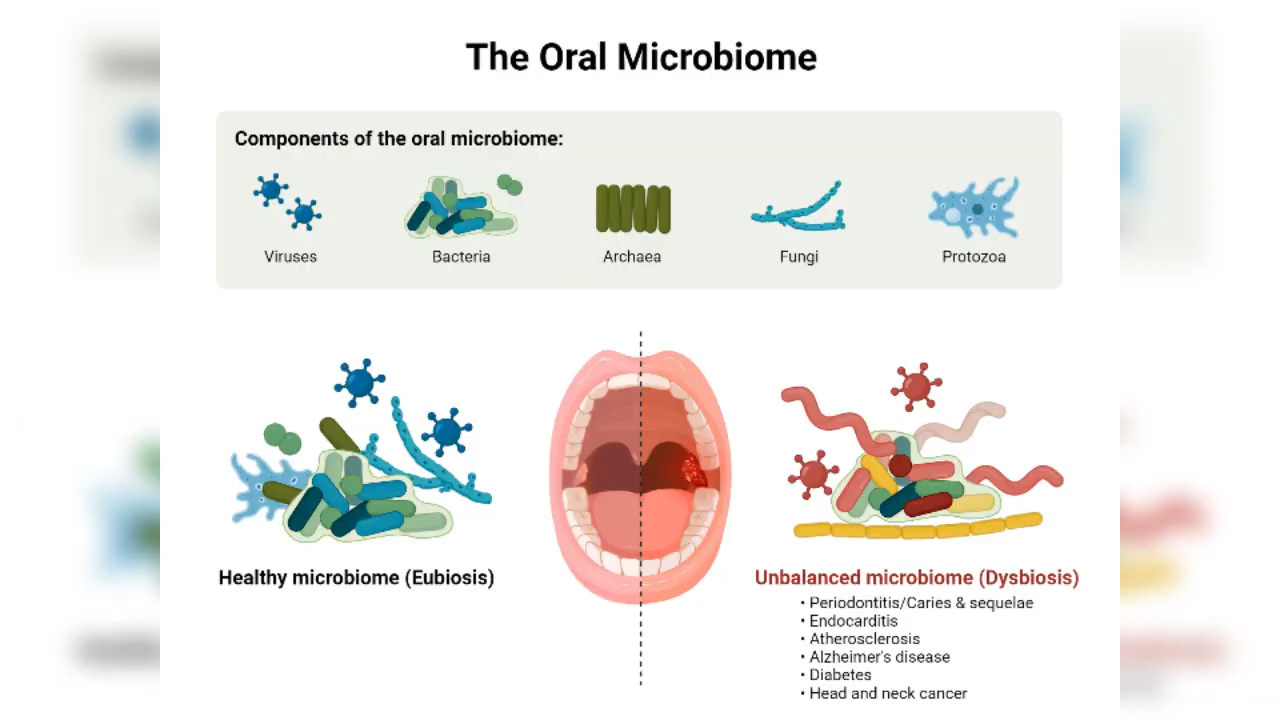 The Oral Microbiome
Components of the oral microbiome:
Viruses
Bacteria
Archaea
Fungi
Protozoa
Healthy microbiome (Eubiosis)
Unbalanced microbiome (Dysbiosis)
• Periodontitis/Caries & sequelae
• Endocarditis
• Atherosclerosis
• Alzheimer's disease
• Diabetes
• Head and neck cancer